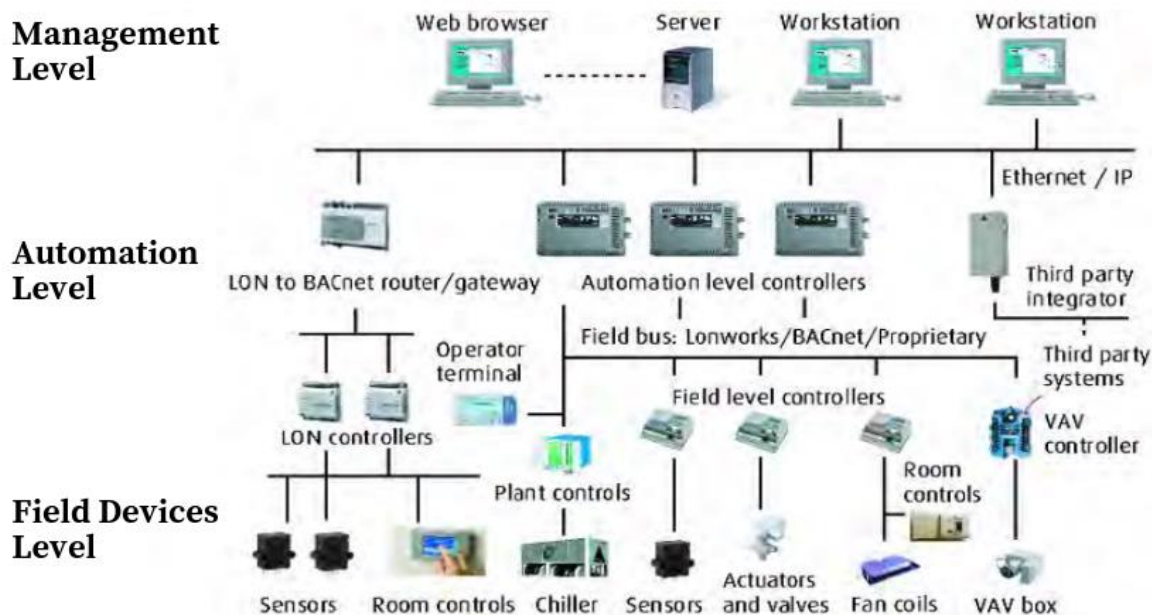 Management
Level
Web browser
Server
Workstation
Workstation
Ethernet / IP
Automation
Level
LON to BACnet router/gateway
Automation level controllers
Third party
integrator
Field bus: Lonworks/BACnet/Proprietary
Operator
terminal
Third party
systems
Field level controllers
LON controllers
VAV
controller
Plant controls
Room
controls
Field Devices
Level
Sensors
Room controls
Chiller
Sensors
Actuators
and valves
Fan coils
VAV box